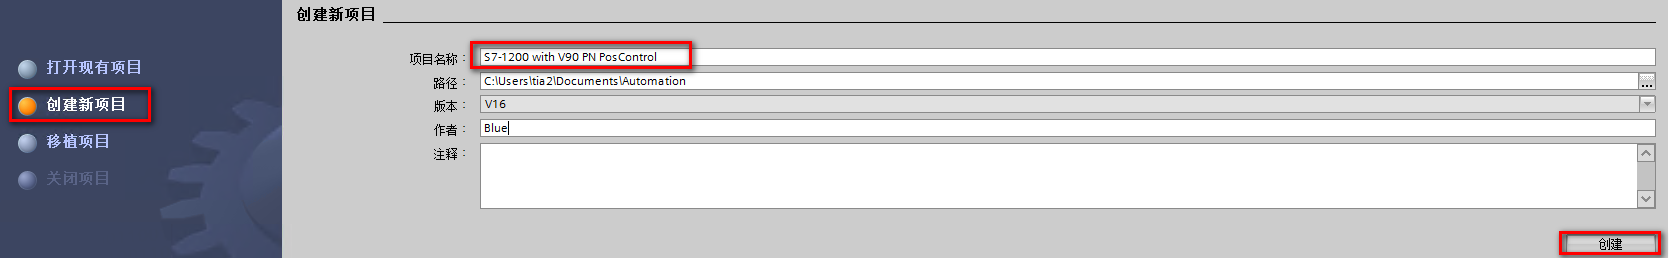 打开现有项目
创建新项目
移植项目
关闭项目
创建新项目
项目名称： S7-1200 with V90 PN PosControl
路径： C:\Users\tia2\Documents\Automation ...
版本： V16
作者： Blue
注释：
创建